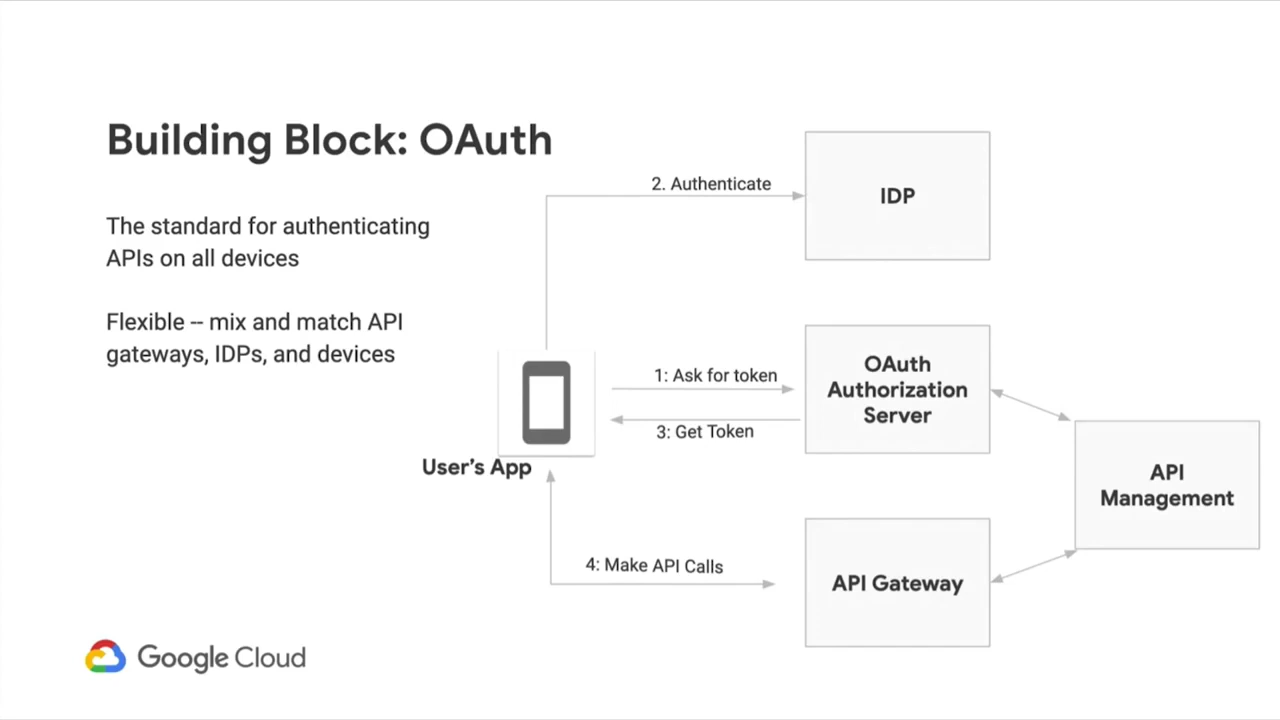 Building Block: OAuth
The standard for authenticating
APIs on all devices
Flexible -- mix and match API
gateways, IDPs, and devices
2. Authenticate
IDP
1: Ask for token
3: Get Token
OAuth
Authorization
Server
User’s App
API
Management
4: Make API Calls
API Gateway
Google Cloud